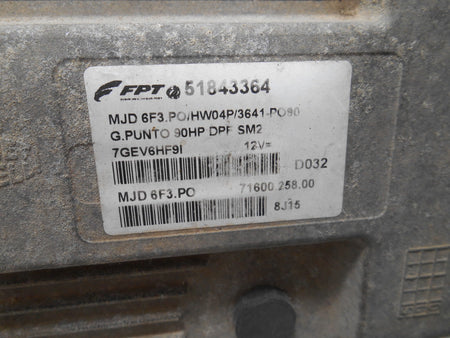 FPT 51843364
MJD 6F3.PO/HW04P/3641-PO90
G.PUNTO 90HP DPF SM2
7GEV6HF9I 12V=
D032
MJD 6F3.PO 71600.258.00
8J15